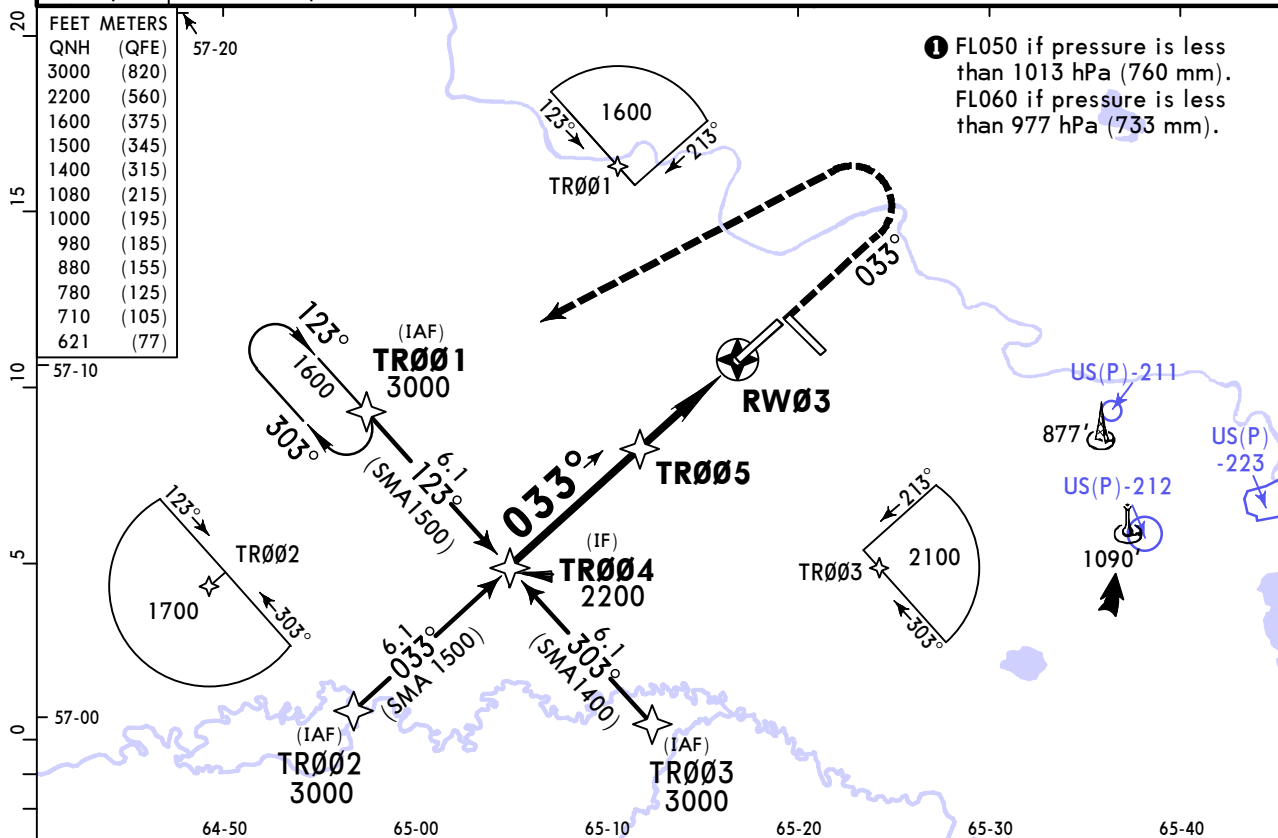 20
15
10
5
0
FEET METERS
QNH (QFE)
3000 (820)
2200 (560)
1600 (375)
1500 (345)
1400 (315)
1080 (215)
1000 (195)
980 (185)
880 (155)
780 (125)
710 (105)
621 (77)
57-20
57-10
57-00
❶ FL050 if pressure is less
than 1013 hPa (760 mm).
FL060 if pressure is less
than 977 hPa (733 mm).
1600
123°
213°
TRØØ1
033°
123°
1600
303°
(IAF)
TRØØ1
3000
RWØ3
TRØØ5
6.1
123°
(SMA1500)
033°
(IF)
TRØØ4
2200
US(P)-211
877'
US(P)
-223
US(P)-212
1090'
123°
TRØØ2
1700
303°
213°
2100
TRØØ3
303°
6.1
033°
(SMA 1500)
6.1
303°
(SMA1400)
(IAF)
TRØØ2
3000
(IAF)
TRØØ3
3000
64-50
65-00
65-10
65-20
65-30
65-40